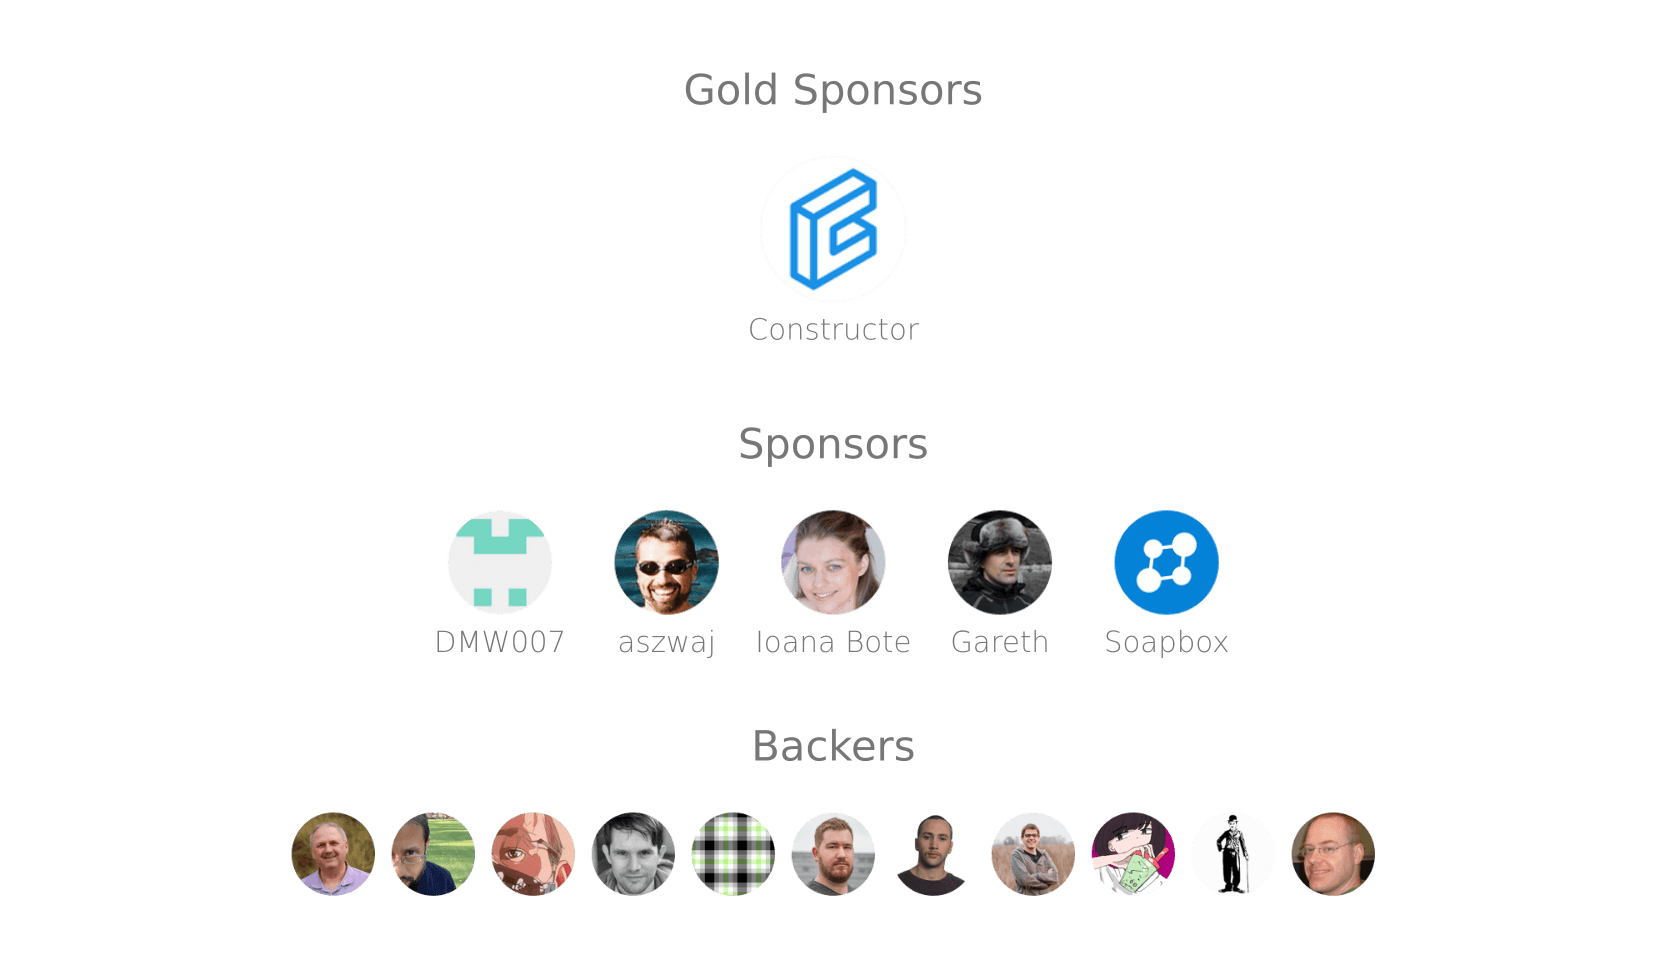 Gold Sponsors
Constructor
Sponsors
DMW007 aszwaj Ioana Bote Gareth Soapbox
Backers